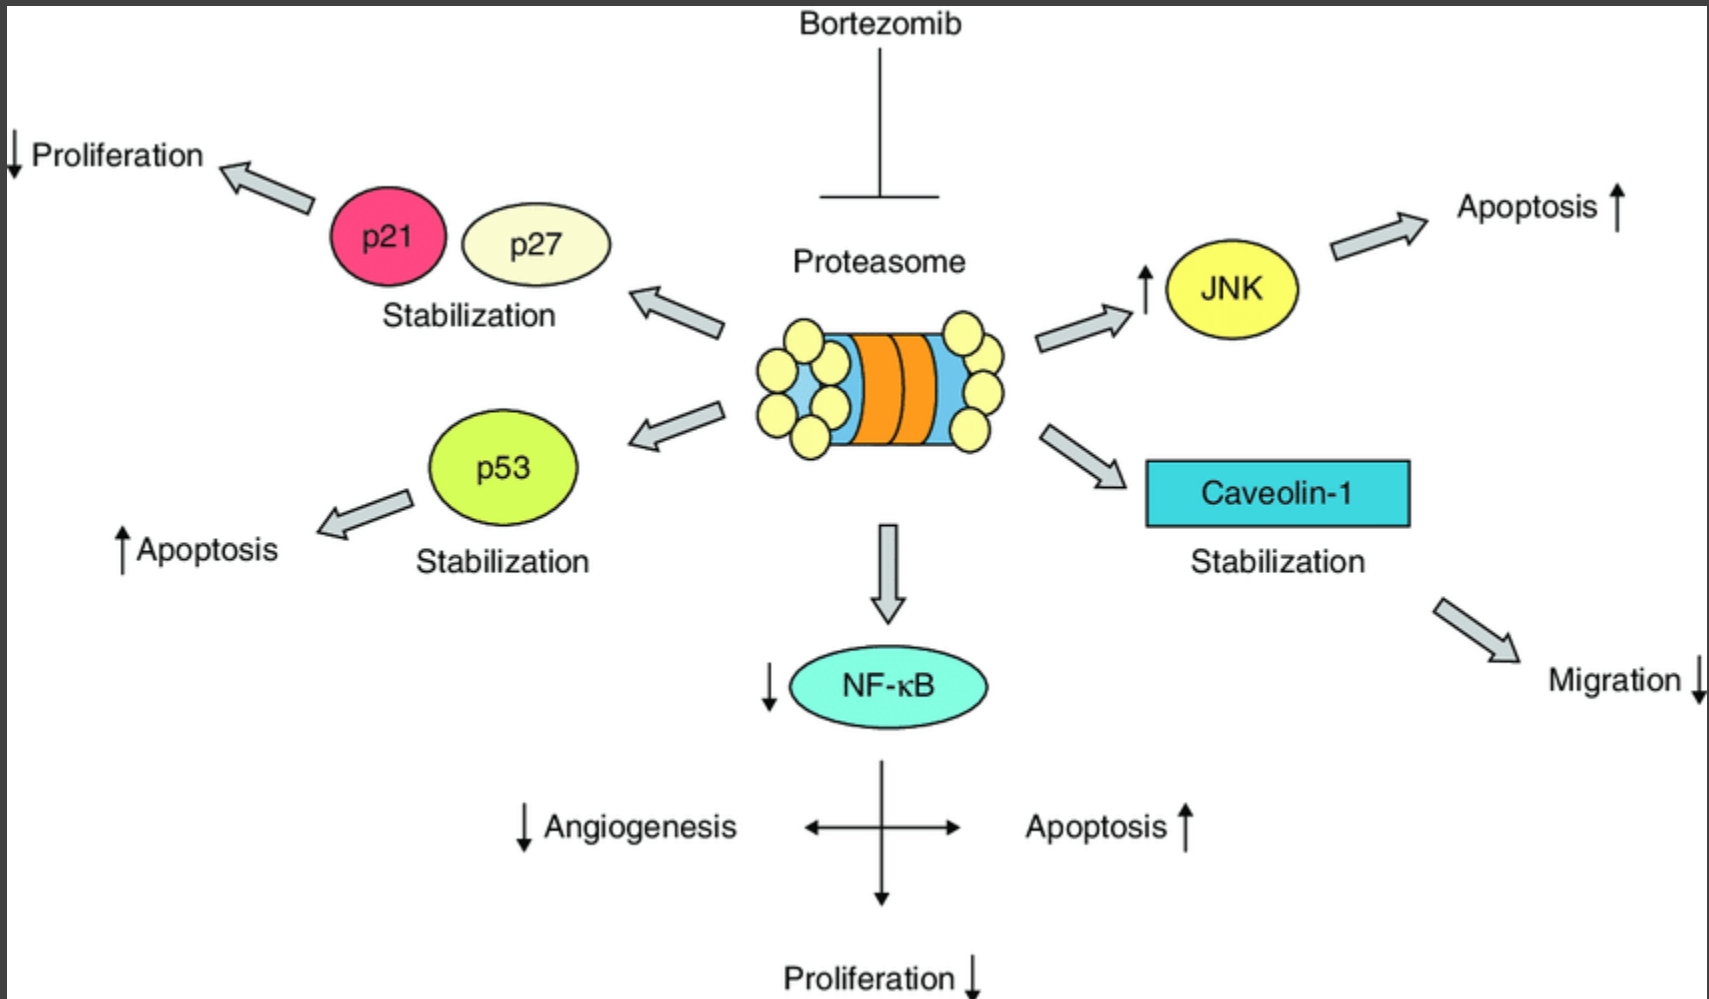 Bortezomib
Proliferation
p21
p27
Stabilization
Proteasome
JNK
Apoptosis
p53
Stabilization
Apoptosis
Caveolin-1
Stabilization
Migration
NF-κB
Angiogenesis
Apoptosis
Proliferation